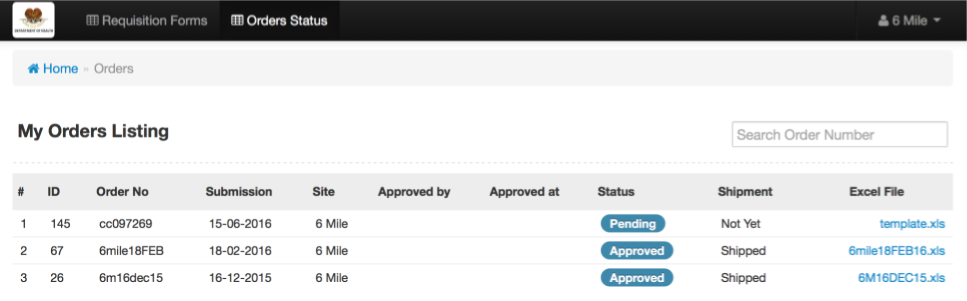 DEPARTMENT OF HEALTH
Requisition Forms Orders Status 6 Mile
Home » Orders
My Orders Listing
Search Order Number
# ID Order No Submission Site Approved by Approved at Status Shipment Excel File
1 145 cc097269 15-06-2016 6 Mile Pending Not Yet template.xls
2 67 6mile18FEB 18-02-2016 6 Mile Approved Shipped 6mile18FEB16.xls
3 26 6m16dec15 16-12-2015 6 Mile Approved Shipped 6M16DEC15.xls